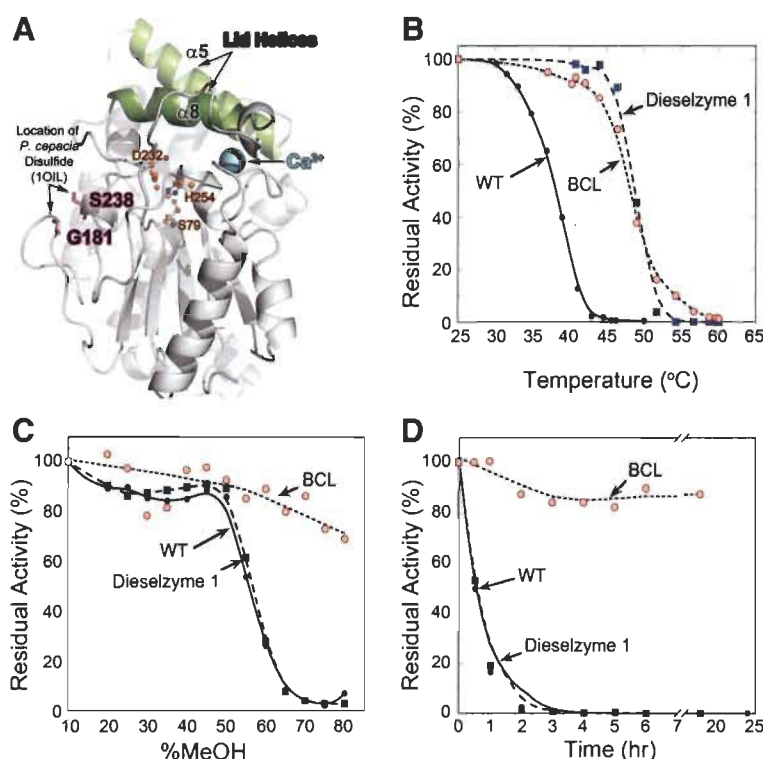 A
Lid Helices
α5
α8
Location of
P. cepacia
Disulfide
(1OIL)
D232
Ca²⁺
S238
H254
G181
S79
B
Residual Activity (%)
100
80
60
40
20
0
Dieselzyme 1
WT
BCL
25 35 40 45 50 55 60 65
Temperature (ºC)
C
Residual Activity (%)
100
80
60
40
20
0
BCL
WT
Dieselzyme 1
10 20 30 40 50 60 70 80
%MeOH
D
Residual Activity (%)
100
80
60
40
20
0
BCL
WT
Dieselzyme 1
0 1 2 3 4 5 6 7 20 25
Time (hr)